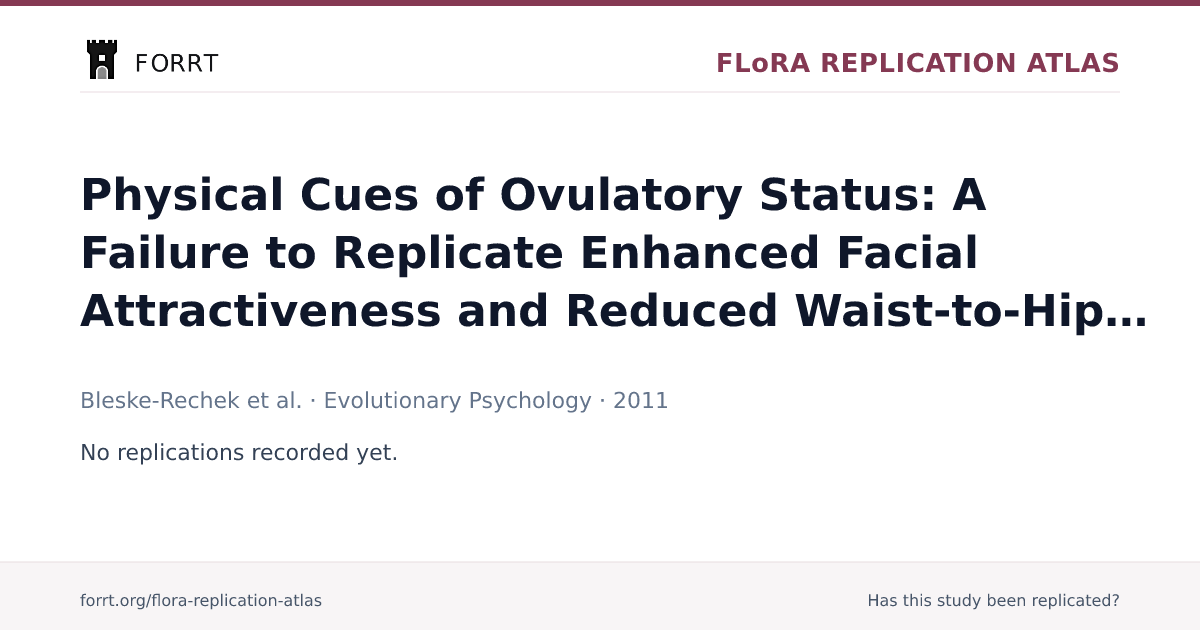 FORRT
FLoRA REPLICATION ATLAS
Physical Cues of Ovulatory Status: A
Failure to Replicate Enhanced Facial
Attractiveness and Reduced Waist-to-Hip…
Bleske-Rechek et al. · Evolutionary Psychology · 2011
No replications recorded yet.
forrt.org/flora-replication-atlas
Has this study been replicated?